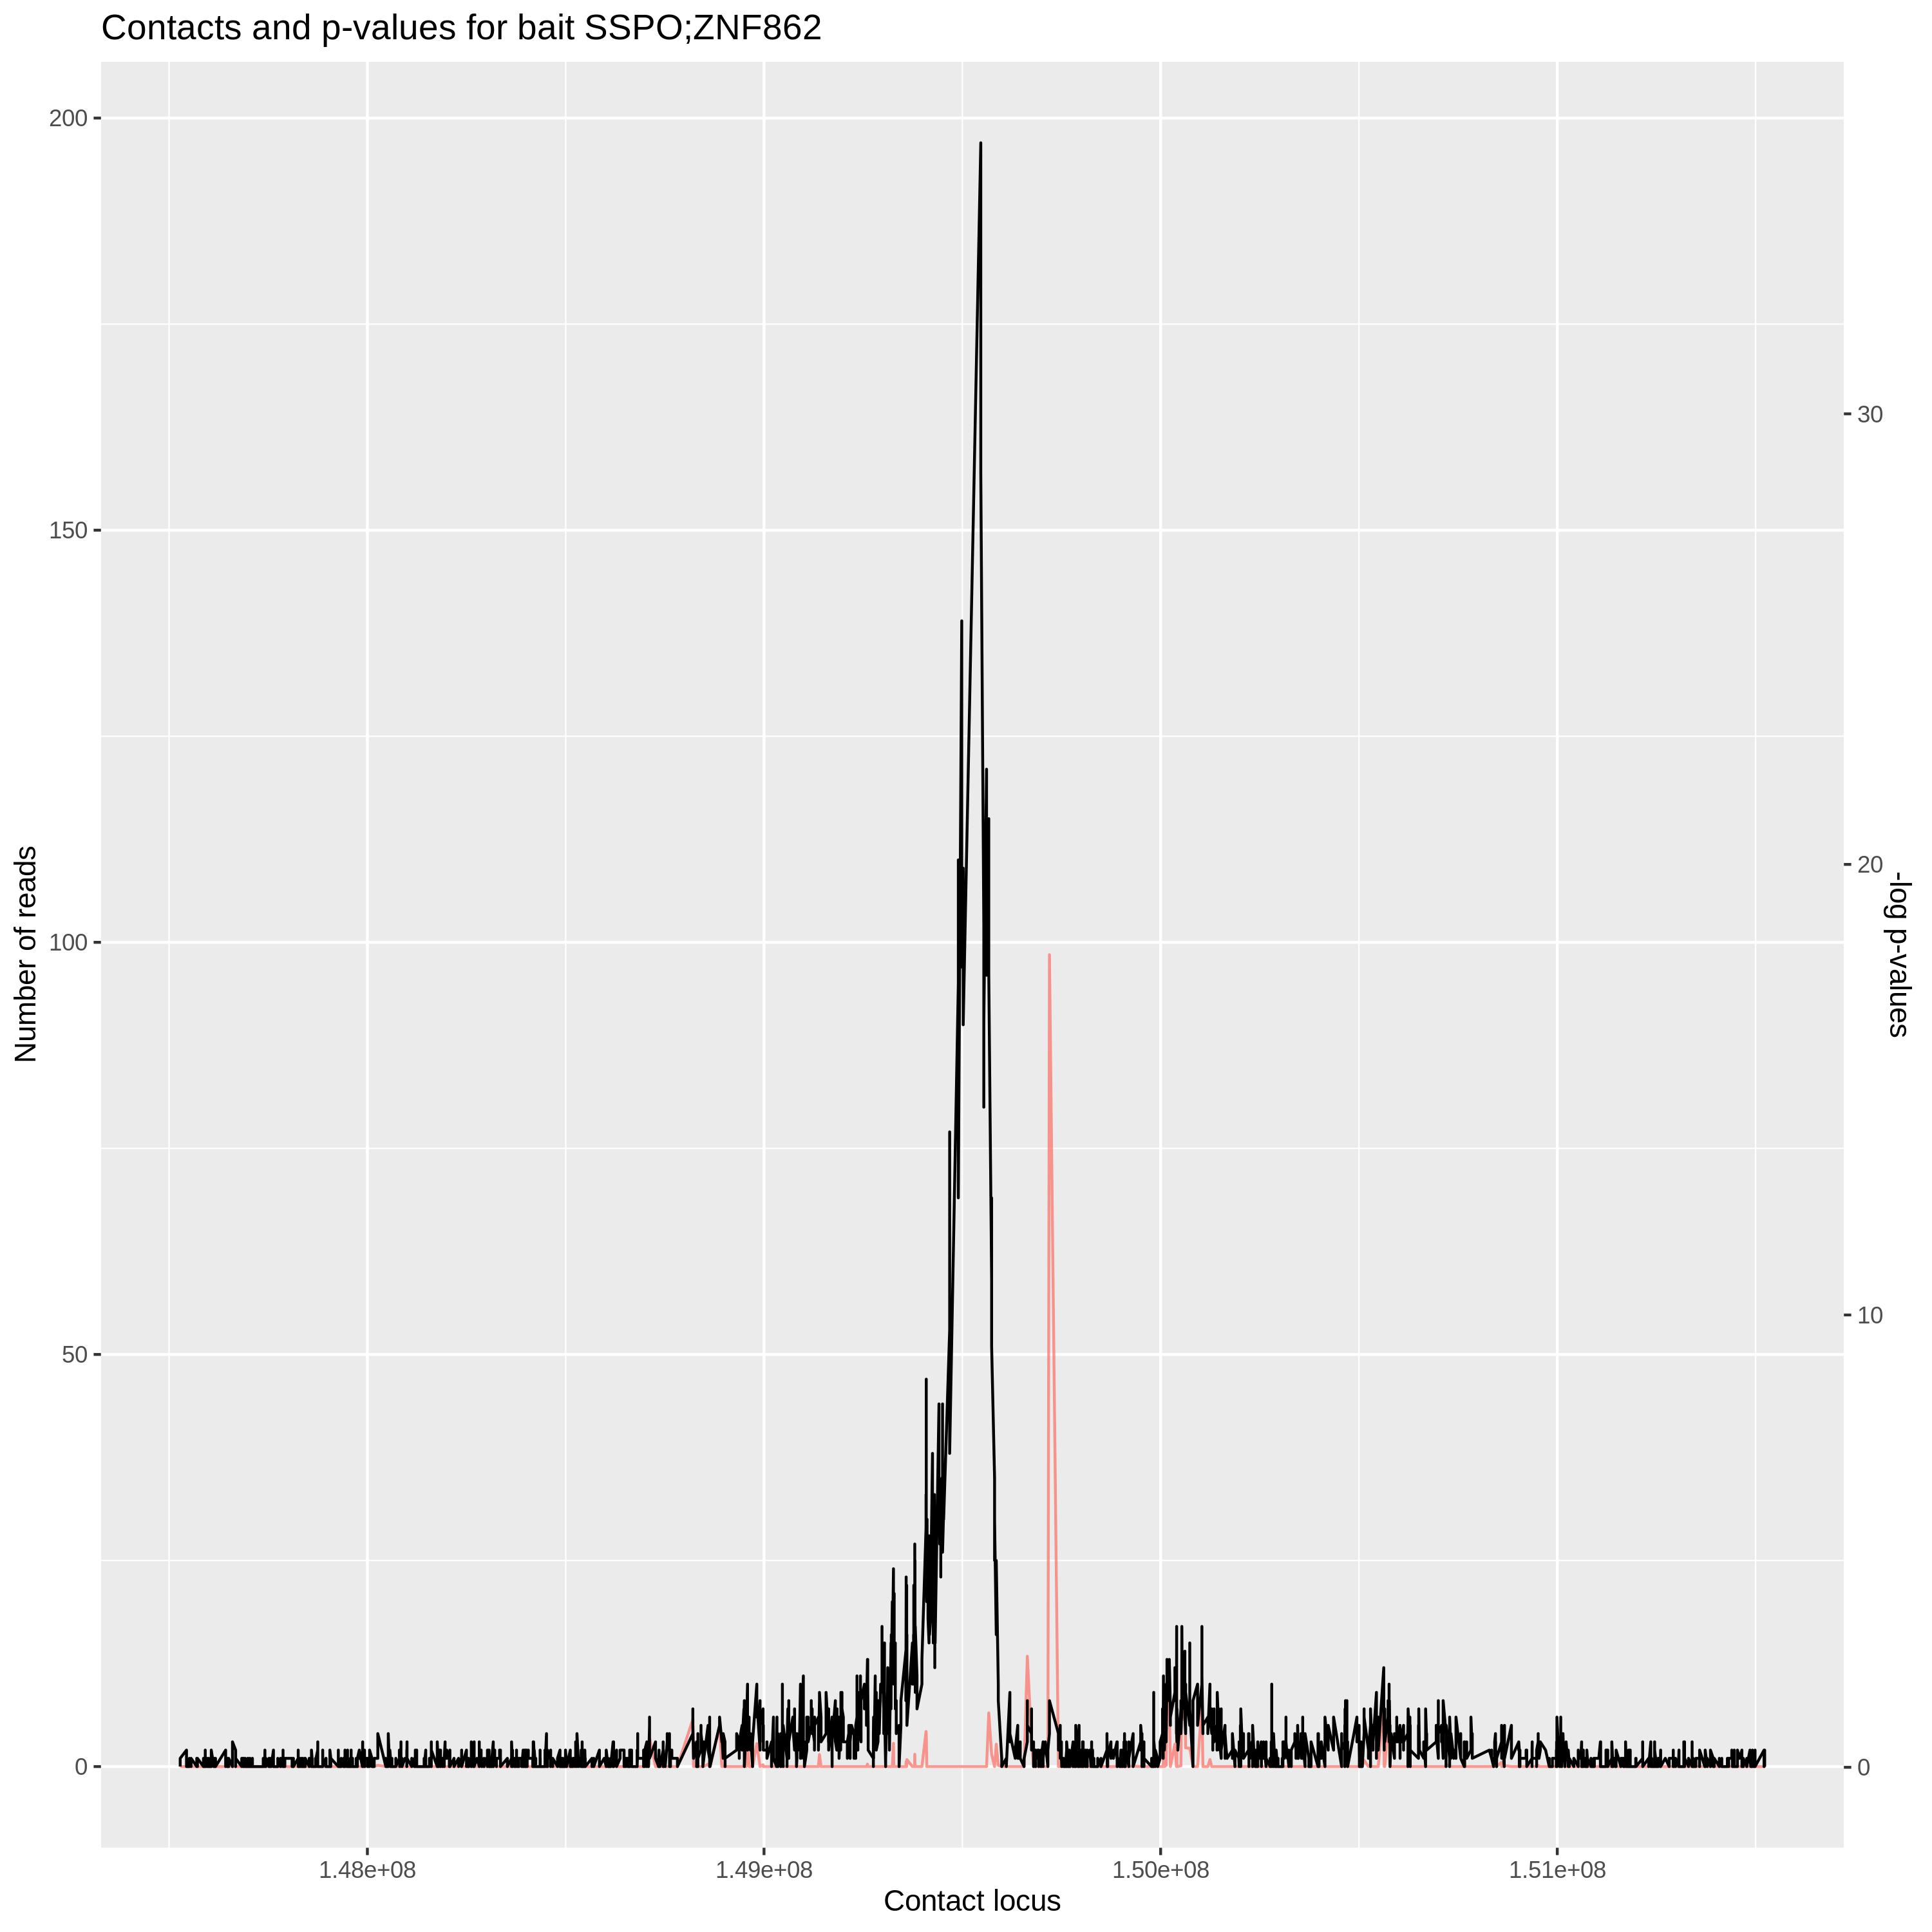 Contacts and p-values for bait SSPO;ZNF862
200
150
100
50
0
Number of reads
30
20
10
0
-log p-values
1.48e+08
1.49e+08
1.50e+08
1.51e+08
Contact locus